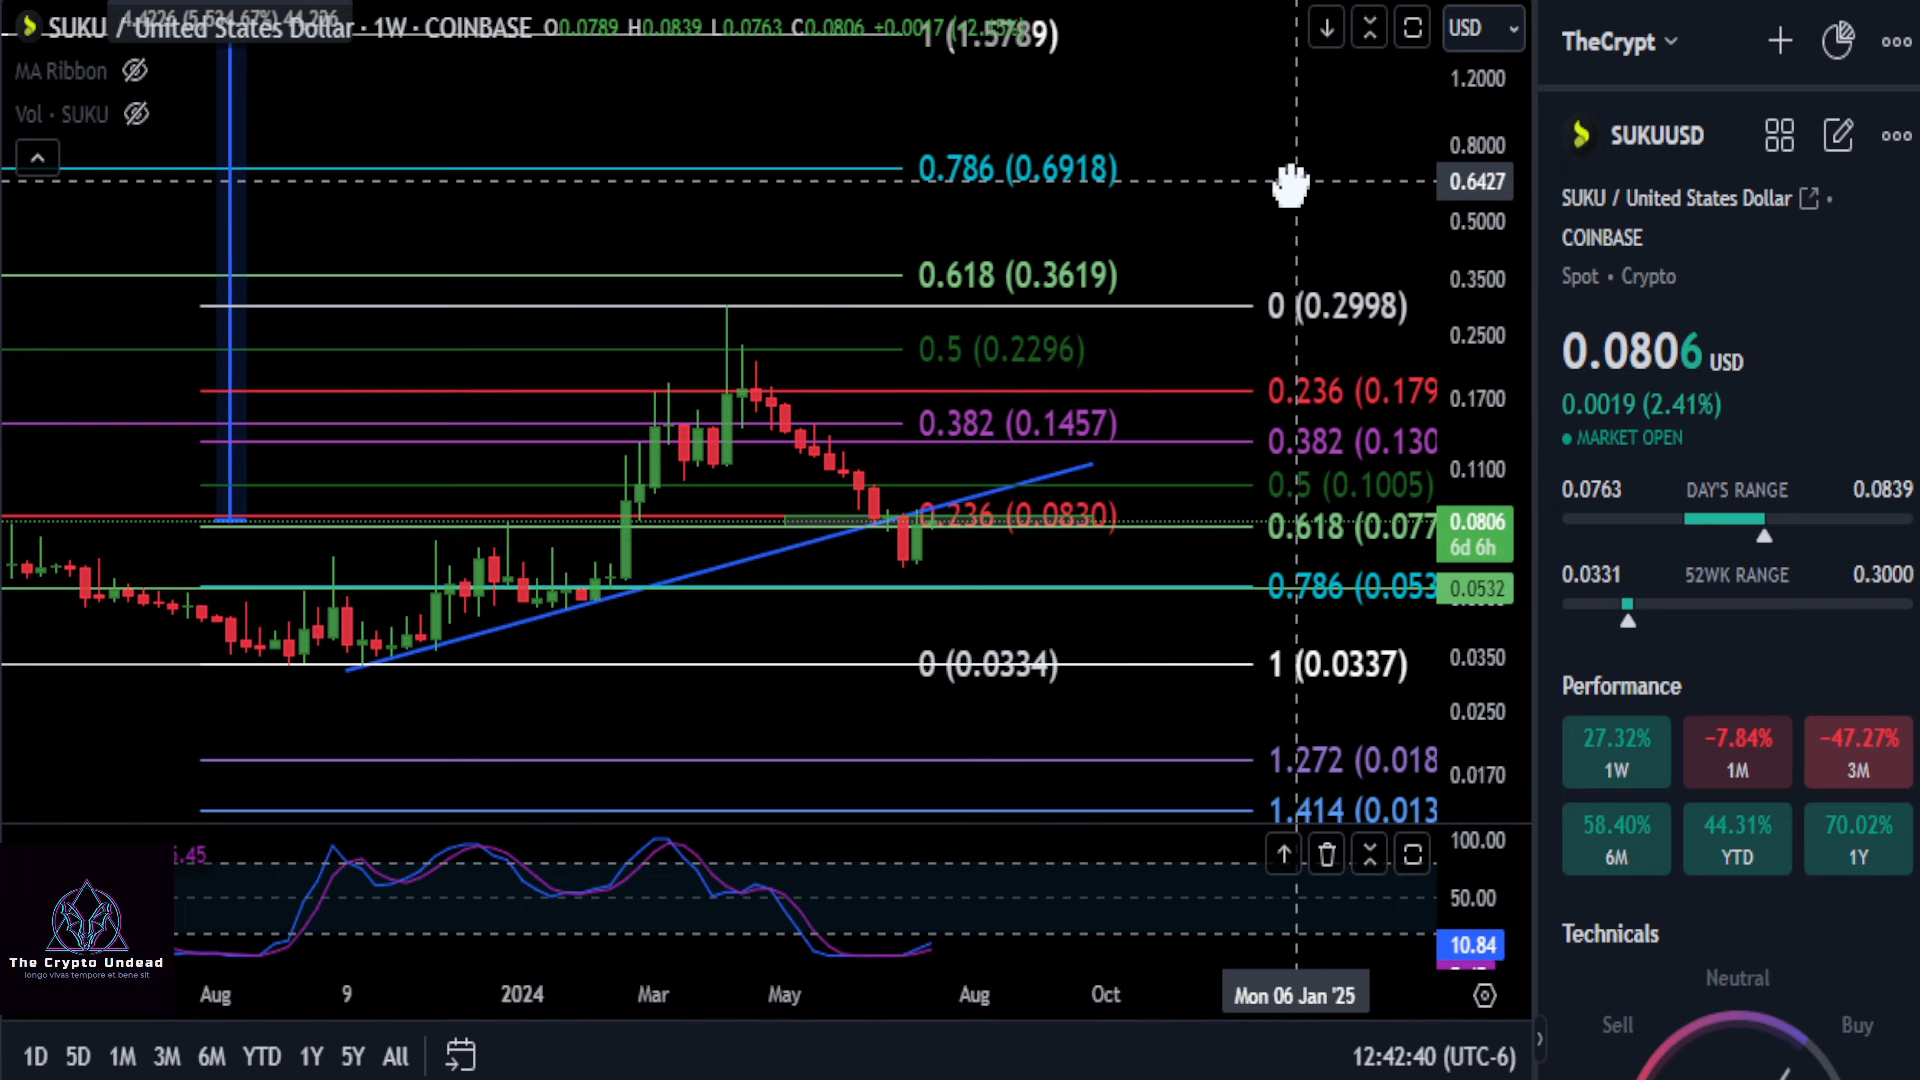 SUKU / United States Dollar · 1W · COINBASE O0.0789 H0.0839 L0.0763 C0.0806
1 (1.5789)
USD
MA Ribbon
Vol · SUKU
0.786 (0.6918)
0.618 (0.3619)
0 (0.2998)
0.5 (0.2296)
0.236 (0.179
0.382 (0.1457)
0.382 (0.130
0.5 (0.1005)
0.236 (0.0830)
0.618 (0.077
0.786 (0.053
0 (0.0334)
1 (0.0337)
1.272 (0.018
1.414 (0.013
1.2000
0.8000
0.6427
0.5000
0.3500
0.2500
0.1700
0.1100
0.0806
6d 6h
0.0532
0.0350
0.0250
0.0170
100.00
50.00
10.84
The Crypto Undead
longo vivas tempore et bene sit
Aug
9
2024
Mar
May
Aug
Oct
Mon 06 Jan '25
1D 5D 1M 3M 6M YTD 1Y 5Y All
12:42:40 (UTC-6)
TheCrypt
SUKUUSD
SUKU / United States Dollar
COINBASE
Spot • Crypto
0.0806 USD
0.0019 (2.41%)
MARKET OPEN
0.0763 DAY'S RANGE 0.0839
0.0331 52WK RANGE 0.3000
Performance
27.32%
1W
−7.84%
1M
−47.27%
3M
58.40%
6M
44.31%
YTD
70.02%
1Y
Technicals
Neutral
Sell
Buy